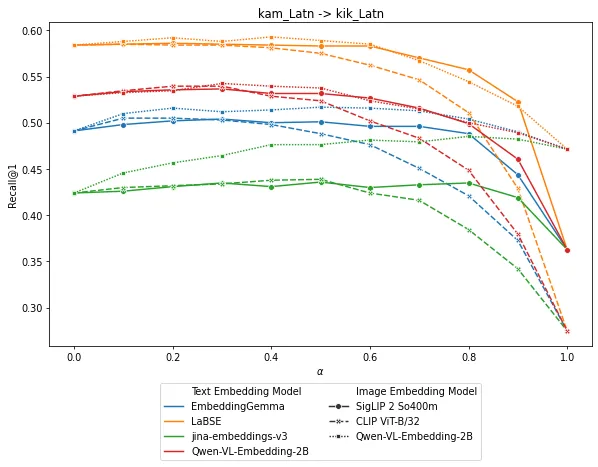 kam_Latn -> kik_Latn
0.60
0.55
0.50
0.45
0.40
0.35
0.30
Recall@1
0.0 0.2 0.4 0.6 0.8 1.0
α
Text Embedding Model Image Embedding Model
EmbeddingGemma SigLIP 2 So400m
LaBSE CLIP ViT-B/32
jina-embeddings-v3 Qwen-VL-Embedding-2B
Qwen-VL-Embedding-2B